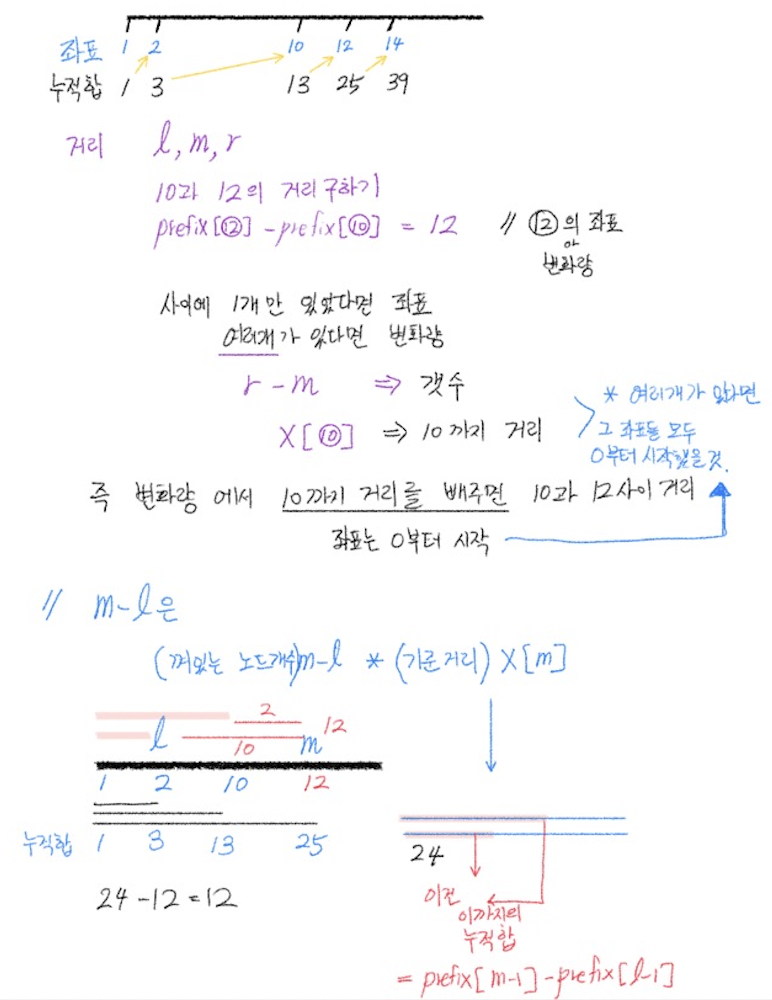 좌표 1 2 10 12 14
누적합 1 3 13 25 39
거리 l, m, r
10과 12의 거리 구하기
prefix[⑫] - prefix[⑩] = 12 // ⑫의 좌표
변화량
사이에 1개만 있었다면 좌표
여러개가 있다면 변화량
r - m ⇒ 갯수
X[⑩] ⇒ 10까지 거리
* 여러개가 있다면
그 좌표들 모두
0부터 시작했을것.
즉 변화량 에서 10까지 거리를 빼주면 10과 12사이 거리
좌표는 0부터 시작
// m-l은
(껴있는 노드개수)m-l * (기준거리) X[m]
2
l 10 m 12
1 2 10 12
누적합 1 3 13 25
24 - 12 = 12
24
이전
이까지의
누적합
= prefix[m-1] - prefix[l-1]